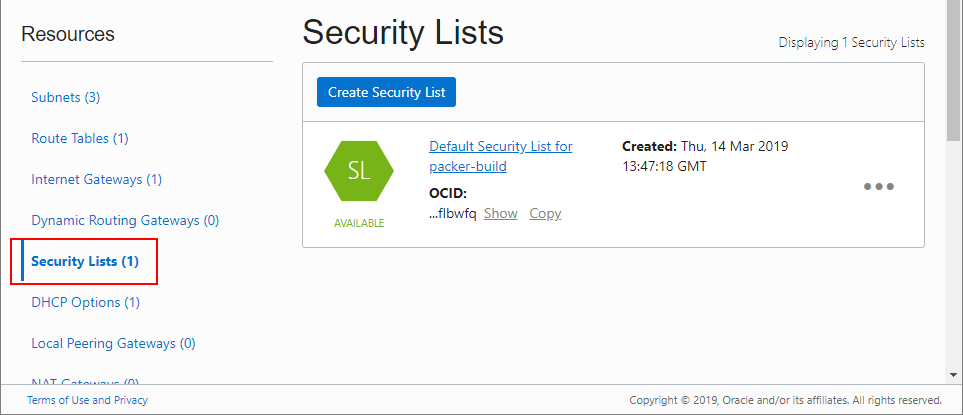 Resources
Subnets (3)
Route Tables (1)
Internet Gateways (1)
Dynamic Routing Gateways (0)
Security Lists (1)
DHCP Options (1)
Local Peering Gateways (0)
NAT Gateways (0)
Security Lists
Displaying 1 Security Lists
Create Security List
SL
AVAILABLE
Default Security List for
packer-build
OCID:
...flbwfq Show Copy
Created: Thu, 14 Mar 2019
13:47:18 GMT
Terms of Use and Privacy
Copyright © 2019, Oracle and/or its affiliates. All rights reserved.